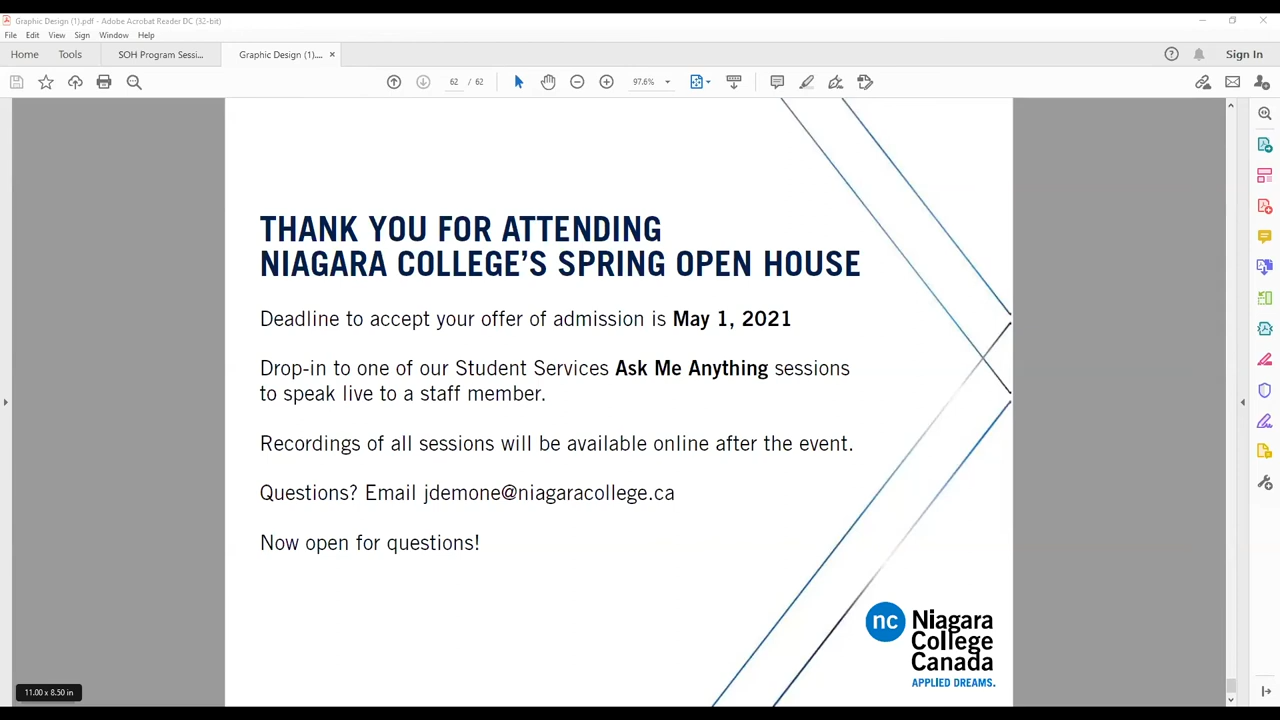 Graphic Design (1).pdf - Adobe Acrobat Reader DC (32-bit)
File Edit View Sign Window Help
Home Tools SOH Program Sessi... Graphic Design (1).... × Sign In
62 / 62 97.6%
THANK YOU FOR ATTENDING
NIAGARA COLLEGE'S SPRING OPEN HOUSE
Deadline to accept your offer of admission is May 1, 2021
Drop-in to one of our Student Services Ask Me Anything sessions
to speak live to a staff member.
Recordings of all sessions will be available online after the event.
Questions? Email jdemone@niagaracollege.ca
Now open for questions!
nc Niagara
College
Canada
APPLIED DREAMS.
11.00 x 8.50 in